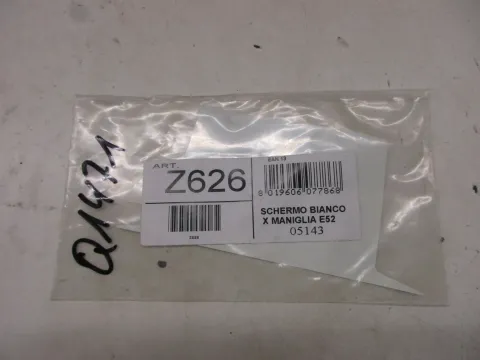 Q1421
ART.
Z626
8 019606 077868
SCHERMO BIANCO
X MANIGLIA E52
05143